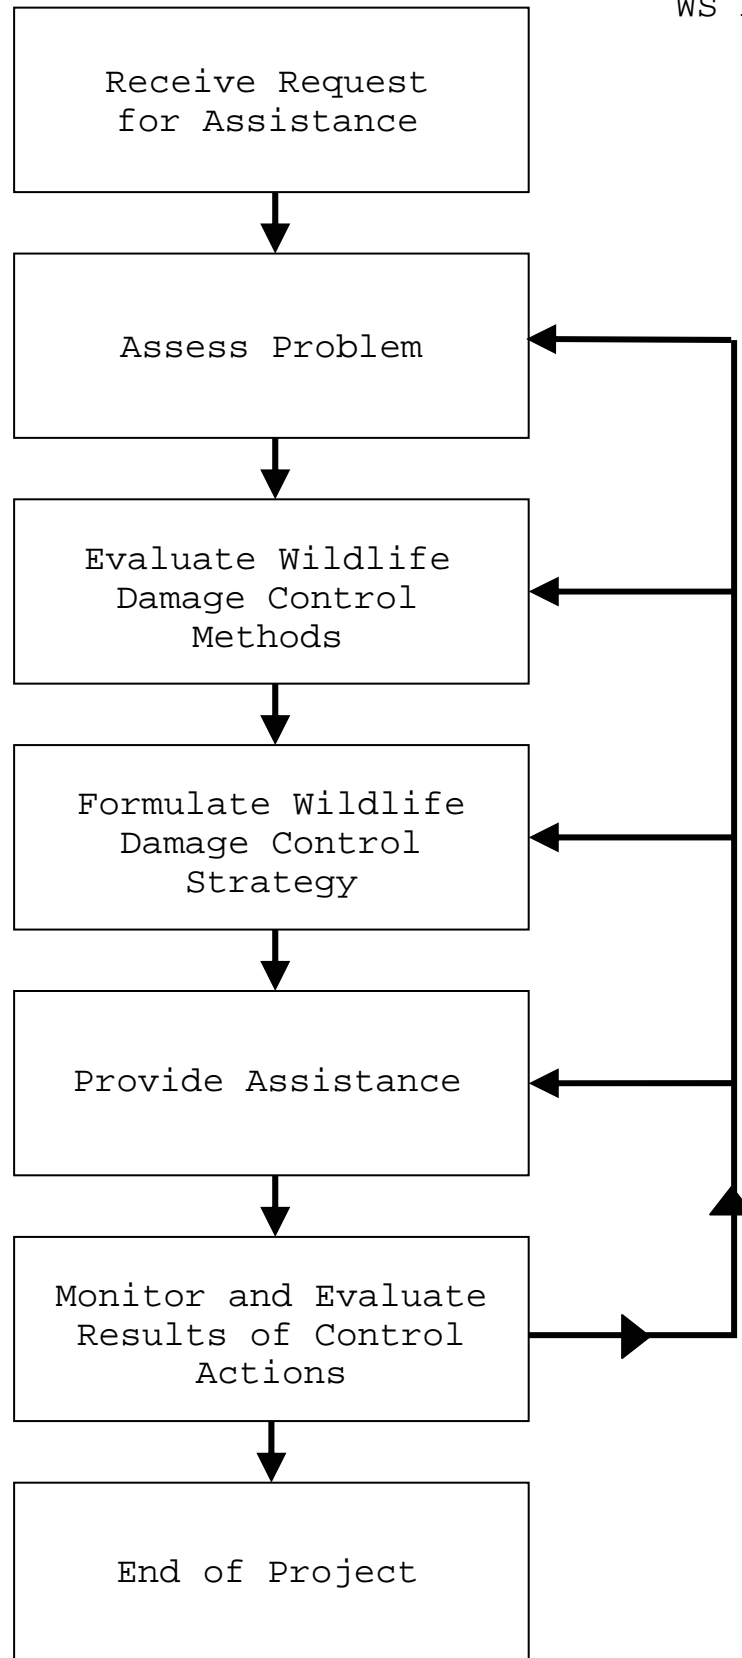 WS
Receive Request
for Assistance
Assess Problem
Evaluate Wildlife
Damage Control
Methods
Formulate Wildlife
Damage Control
Strategy
Provide Assistance
Monitor and Evaluate
Results of Control
Actions
End of Project